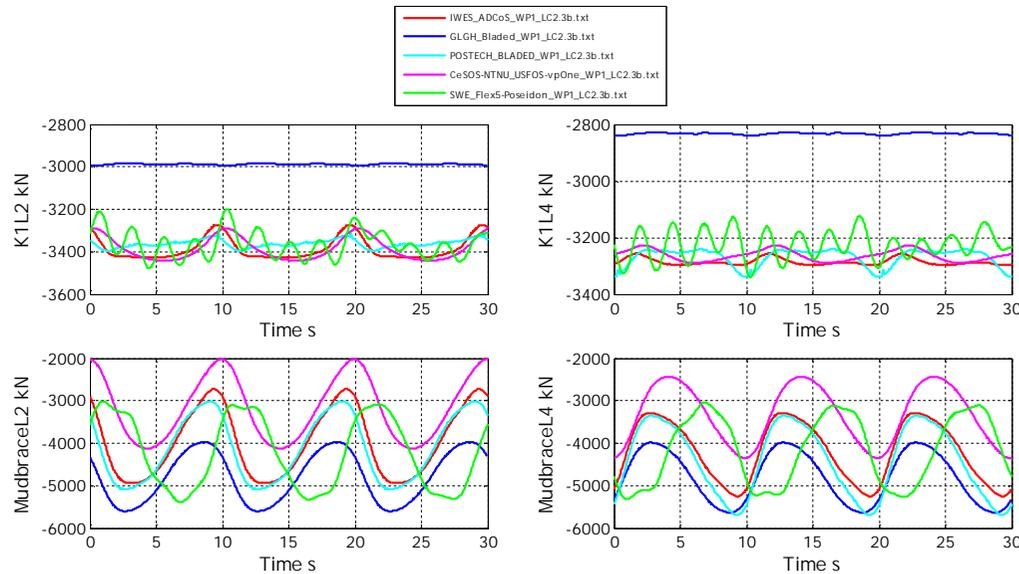 IWES_ADCoS_WP1_LC2.3b.txt
GLGH_Bladed_WP1_LC2.3b.txt
POSTECH_BLADED_WP1_LC2.3b.txt
CeSOS-NTNU_USFOS-vpOne_WP1_LC2.3b.txt
SWE_Flex5-Poseidon_WP1_LC2.3b.txt
K1L2 kN
-2800
-3000
-3200
-3400
-3600
0 5 10 15 20 25 30
Time s
K1L4 kN
-2800
-3000
-3200
-3400
0 5 10 15 20 25 30
Time s
MudbraceL2 kN
-2000
-3000
-4000
-5000
-6000
0 5 10 15 20 25 30
Time s
MudbraceL4 kN
-2000
-3000
-4000
-5000
-6000
0 5 10 15 20 25 30
Time s